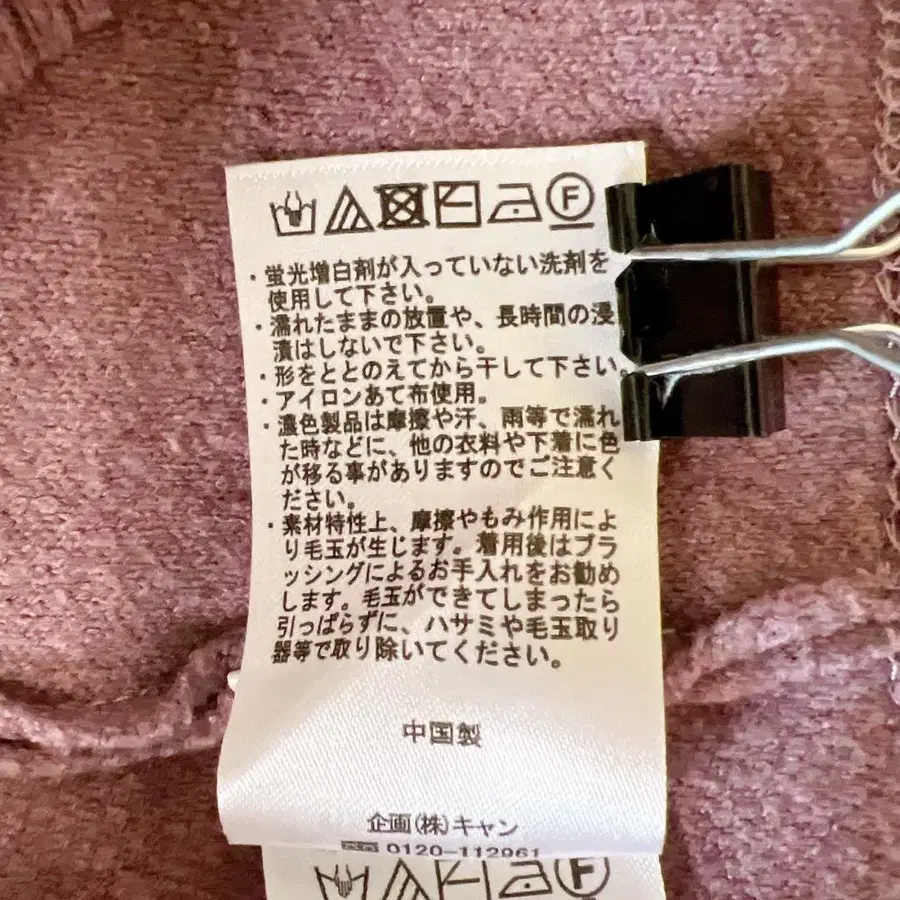 F
・蛍光増白剤が入っていない洗剤を
使用して下さい。
・濡れたままの放置や、長時間の浸
漬はしないで下さい。
・形をととのえてから干して下さい。
・アイロンあて布使用。
・濃色製品は摩擦や汗、雨等で濡れ
た時などに、他の衣料や下着に色
が移る事がありますのでご注意く
ださい。
・素材特性上、摩擦やもみ作用によ
り毛玉が生じます。着用後はブラ
ッシングによるお手入れをお勧め
します。毛玉ができてしまったら
引っぱらずに、ハサミや毛玉取り
器等で取り除いてください。
中国製
企画(株)キャン
0120-112961
F